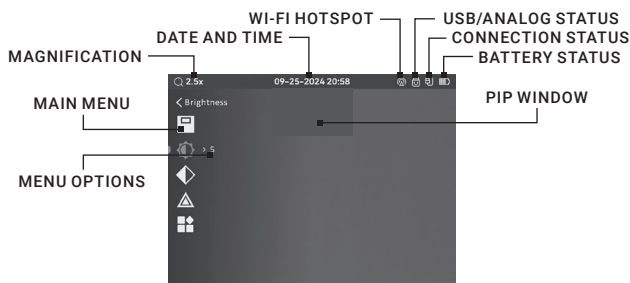 WI-FI HOTSPOT
USB/ANALOG STATUS
DATE AND TIME
CONNECTION STATUS
MAGNIFICATION
BATTERY STATUS
2.5x
09-25-2024 20:58
MAIN MENU
< Brightness
PIP WINDOW
> 5
MENU OPTIONS